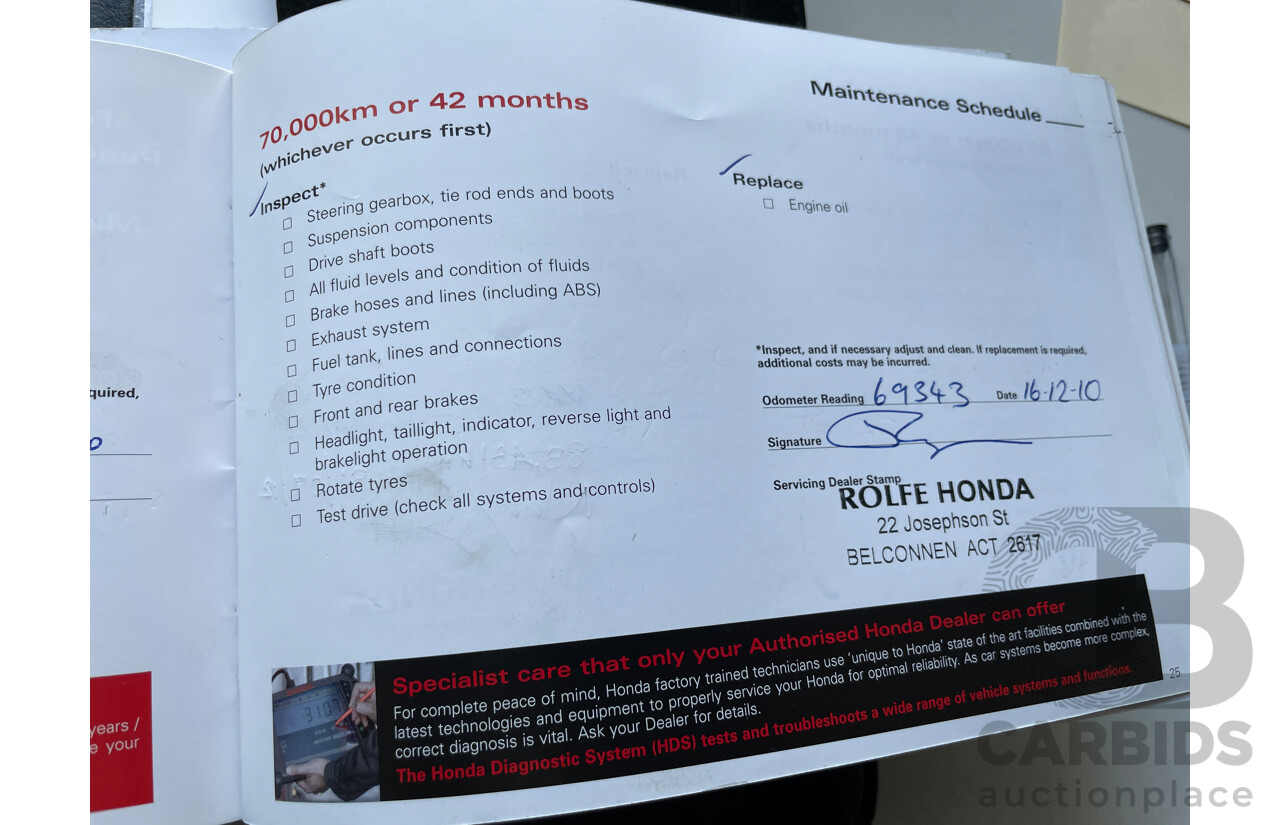 70,000km or 42 months
(whichever occurs first)
Inspect*
Steering gearbox, tie rod ends and boots
Suspension components
Drive shaft boots
All fluid levels and condition of fluids
Brake hoses and lines (including ABS)
Exhaust system
Fuel tank, lines and connections
Tyre condition
Front and rear brakes
Headlight, taillight, indicator, reverse light and
brakelight operation
Rotate tyres
Test drive (check all systems and controls)
Maintenance Schedule
Replace
Engine oil
*Inspect, and if necessary adjust and clean. If replacement is required,
additional costs may be incurred.
Odometer Reading 69343 Date 16-12-10
Signature
Servicing Dealer Stamp
ROLFE HONDA
22 Josephson St
BELCONNEN ACT 2617
Specialist care that only your Authorised Honda Dealer can offer
For complete peace of mind, Honda factory trained technicians use 'unique to Honda' state of the art facilities combined with the
latest technologies and equipment to properly service your Honda for optimal reliability. As car systems become more complex,
correct diagnosis is vital. Ask your Dealer for details.
The Honda Diagnostic System (HDS) tests and troubleshoots a wide range of vehicle systems and functions.
25
quired,
years /
e your
CARBIDS
auctionplace